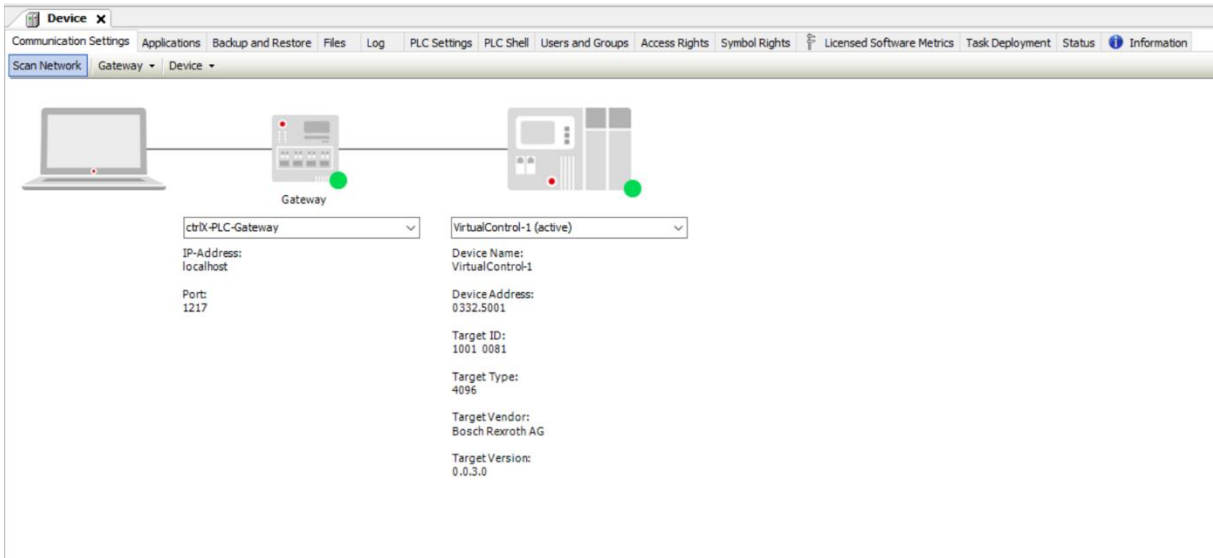 Device X
Communication Settings Applications Backup and Restore Files Log PLC Settings PLC Shell Users and Groups Access Rights Symbol Rights Licensed Software Metrics Task Deployment Status Information
Scan Network Gateway Device
Gateway
ctrlX-PLC-Gateway
IP-Address:
localhost
Port:
1217
VirtualControl-1 (active)
Device Name:
VirtualControl-1
Device Address:
0332.5001
Target ID:
1001 0081
Target Type:
4096
Target Vendor:
Bosch Rexroth AG
Target Version:
0.0.3.0